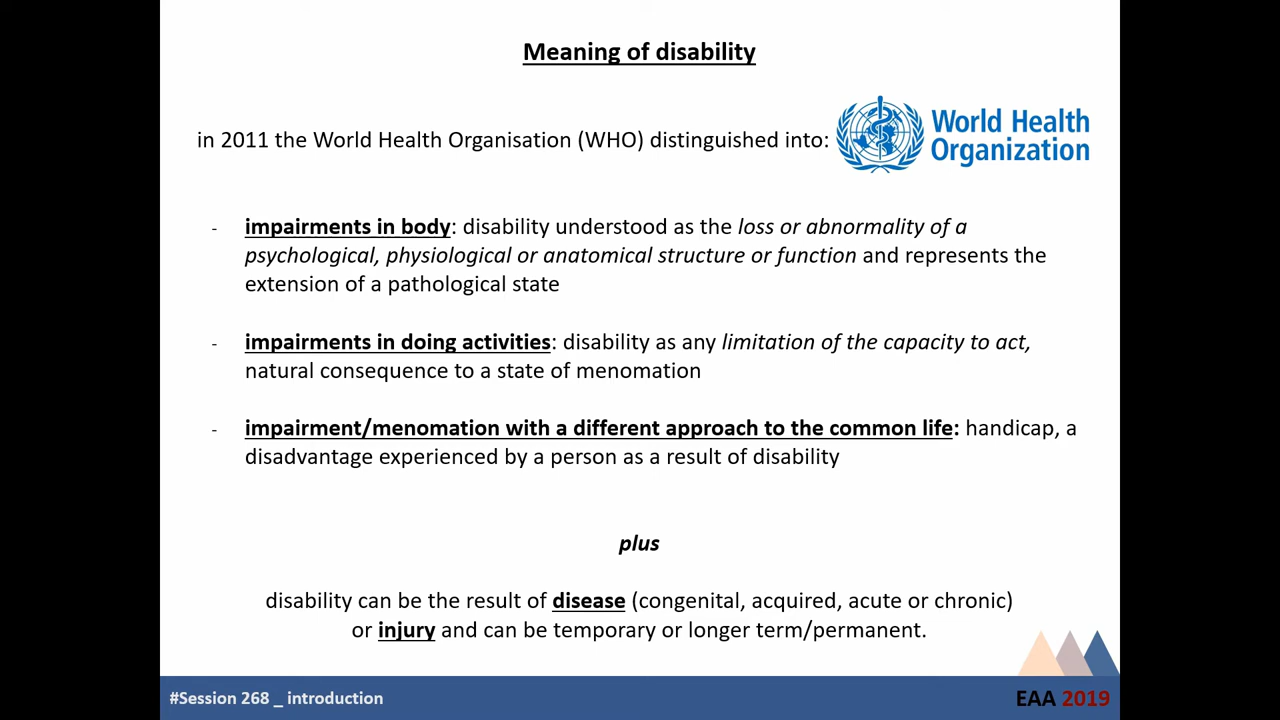 Meaning of disability
in 2011 the World Health Organisation (WHO) distinguished into:
World Health
Organization
- impairments in body: disability understood as the loss or abnormality of a
psychological, physiological or anatomical structure or function and represents the
extension of a pathological state
- impairments in doing activities: disability as any limitation of the capacity to act,
natural consequence to a state of menomation
- impairment/menomation with a different approach to the common life: handicap, a
disadvantage experienced by a person as a result of disability
plus
disability can be the result of disease (congenital, acquired, acute or chronic)
or injury and can be temporary or longer term/permanent.
#Session 268 _ introduction
EAA 2019